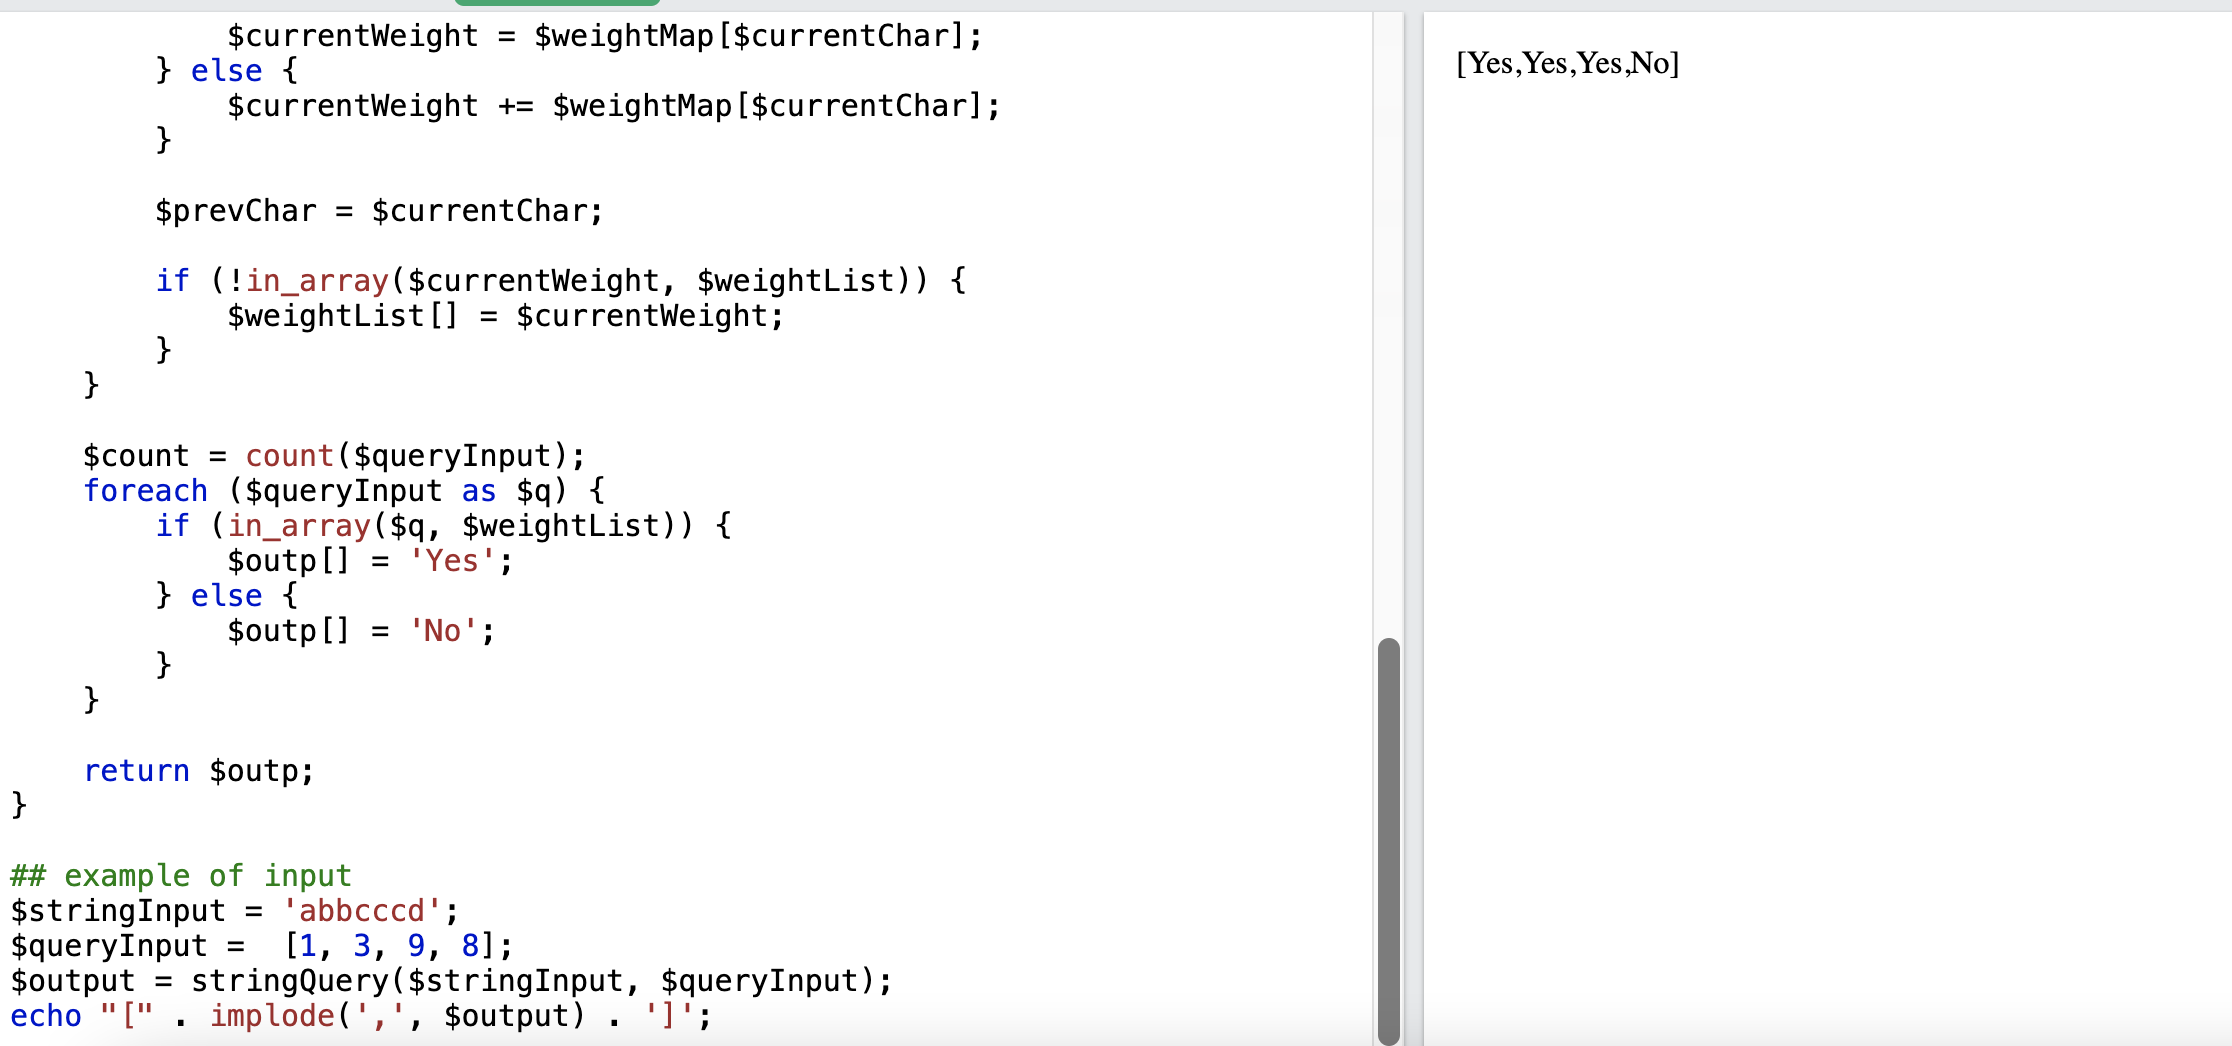 $currentWeight = $weightMap[$currentChar];
        } else {
            $currentWeight += $weightMap[$currentChar];
        }

        $prevChar = $currentChar;

        if (!in_array($currentWeight, $weightList)) {
            $weightList[] = $currentWeight;
        }
    }

    $count = count($queryInput);
    foreach ($queryInput as $q) {
        if (in_array($q, $weightList)) {
            $outp[] = 'Yes';
        } else {
            $outp[] = 'No';
        }
    }

    return $outp;
}

## example of input
$stringInput = 'abbcccd';
$queryInput =  [1, 3, 9, 8];
$output = stringQuery($stringInput, $queryInput);
echo "[" . implode(',', $output) . ']';
[Yes,Yes,Yes,No]